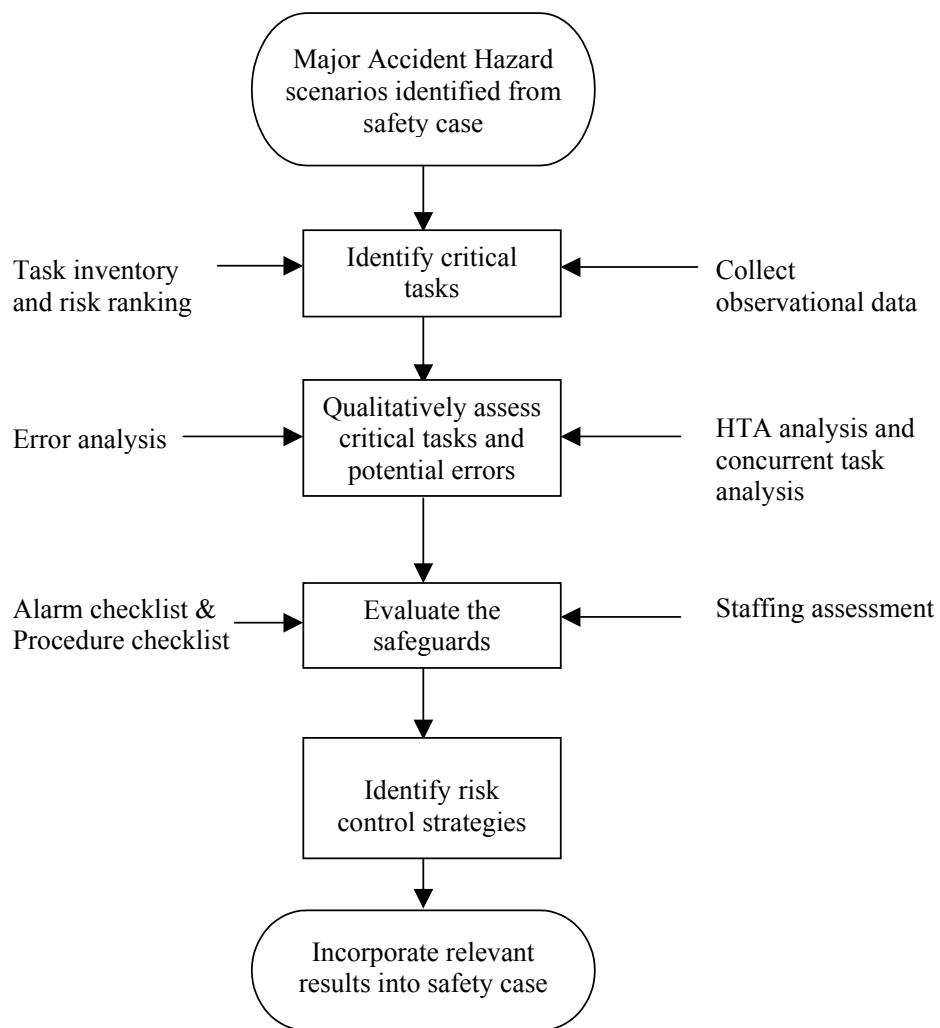 Major Accident Hazard
scenarios identified from
safety case
Identify critical
tasks
Task inventory
and risk ranking
Collect
observational data
Qualitatively assess
critical tasks and
potential errors
Error analysis
HTA analysis and
concurrent task
analysis
Evaluate the
safeguards
Alarm checklist &
Procedure checklist
Staffing assessment
Identify risk
control strategies
Incorporate relevant
results into safety case